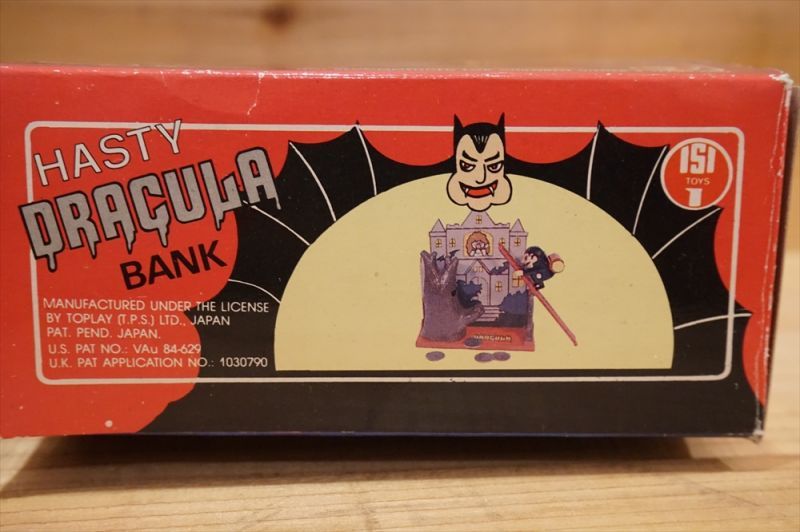 HASTY
DRACULA
BANK
MANUFACTURED UNDER THE LICENSE
BY TOPLAY (T.P.S.) LTD., JAPAN
PAT. PEND. JAPAN.
U.S. PAT NO.: VAu 84-629
U.K. PAT APPLICATION NO.: 1030790
ISI
TOYS
DRACULA